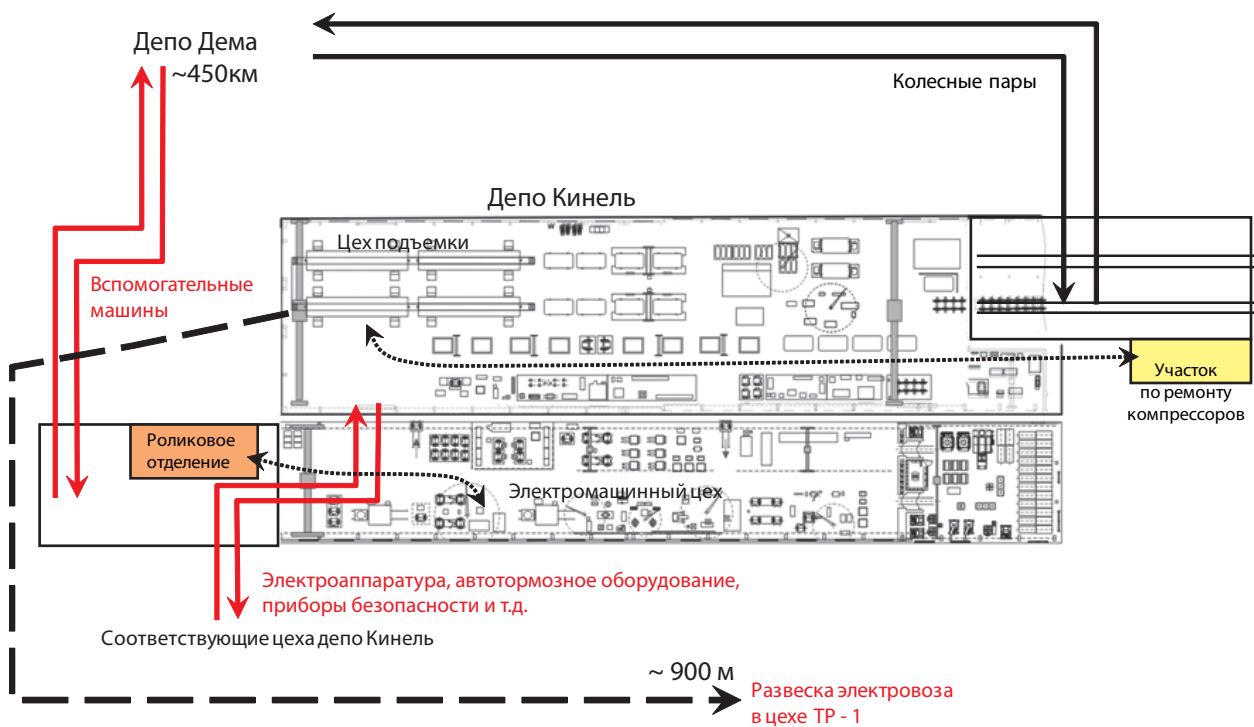 Депо Дема
~450км
Колесные пары
Депо Кинель
Цех подъемки
Вспомогательные
машины
Участок
по ремонту
компрессоров
Роликовое
отделение
Электромашинный цех
Электроаппаратура, автотормозное оборудование,
приборы безопасности и т.д.
Соответствующие цеха депо Кинель
~ 900 м
Развеска электровоза
в цехе ТР - 1